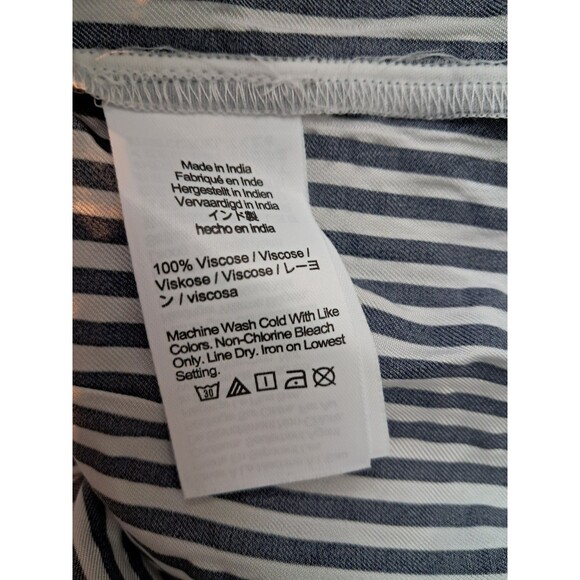 Made in India
Fabriqué en Inde
Hergestellt in Indien
Vervaardigd in India
インド製
hecho en India
100% Viscose / Viscose /
Viskose / Viscose / レーヨ
ン / viscosa
Machine Wash Cold With Like
Colors. Non-Chlorine Bleach
Only. Line Dry. Iron on Lowest
Setting.
30